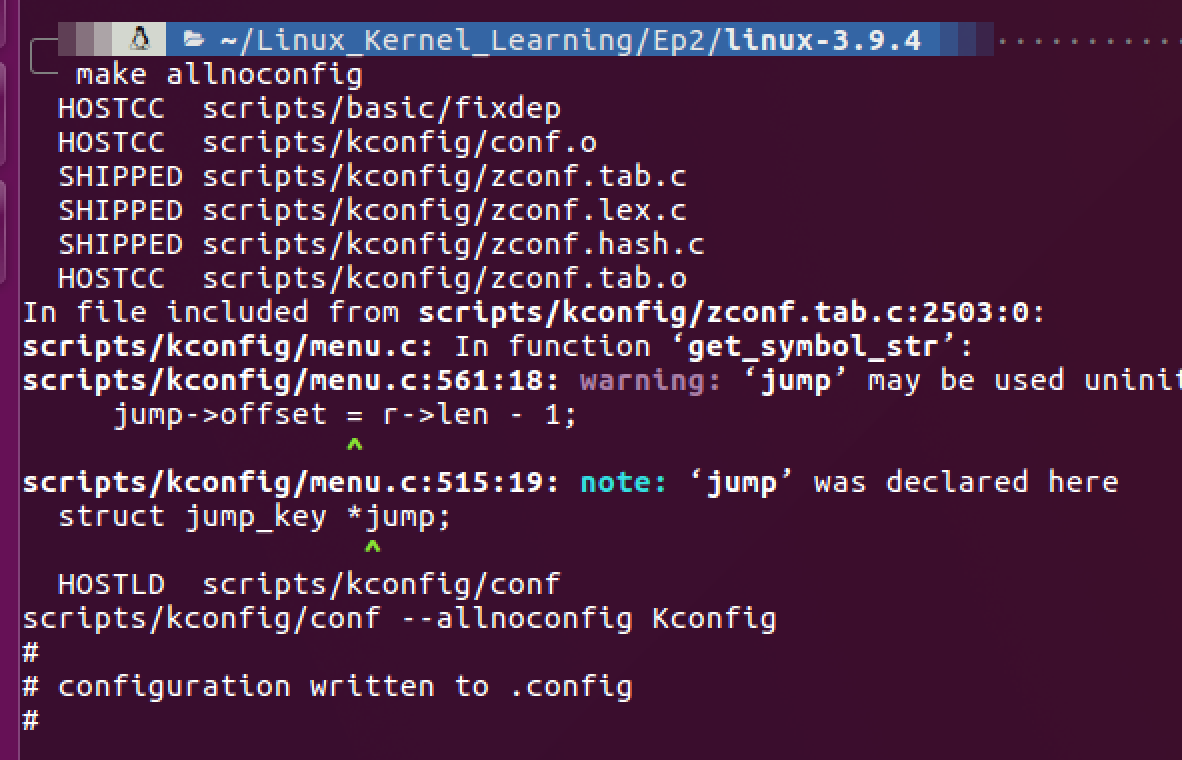 ~/Linux_Kernel_Learning/Ep2/linux-3.9.4
make allnoconfig
HOSTCC  scripts/basic/fixdep
HOSTCC  scripts/kconfig/conf.o
SHIPPED scripts/kconfig/zconf.tab.c
SHIPPED scripts/kconfig/zconf.lex.c
SHIPPED scripts/kconfig/zconf.hash.c
HOSTCC  scripts/kconfig/zconf.tab.o
In file included from scripts/kconfig/zconf.tab.c:2503:0:
scripts/kconfig/menu.c: In function ‘get_symbol_str’:
scripts/kconfig/menu.c:561:18: warning: ‘jump’ may be used
jump->offset = r->len - 1;
^
scripts/kconfig/menu.c:515:19: note: ‘jump’ was declared here
struct jump_key *jump;
^
HOSTLD  scripts/kconfig/conf
scripts/kconfig/conf --allnoconfig Kconfig
#
# configuration written to .config
#